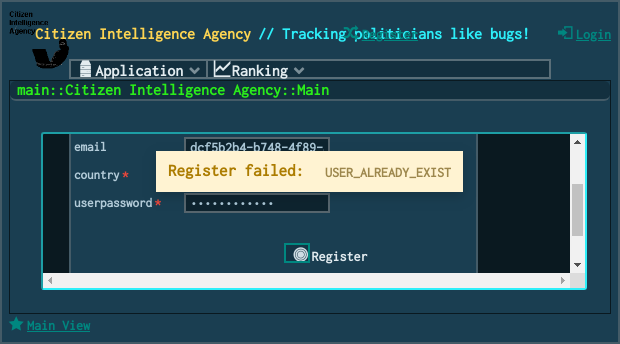 Citizen
Intelligence
Agency
Citizen Intelligence Agency // Tracking politicians like bugs!
Register
Login
Application
Ranking
main::Citizen Intelligence Agency::Main
email
dcf5b2b4-b748-4f89-
Register failed: USER_ALREADY_EXIST
country*
userpassword*
••••••••••••
Register
Main View